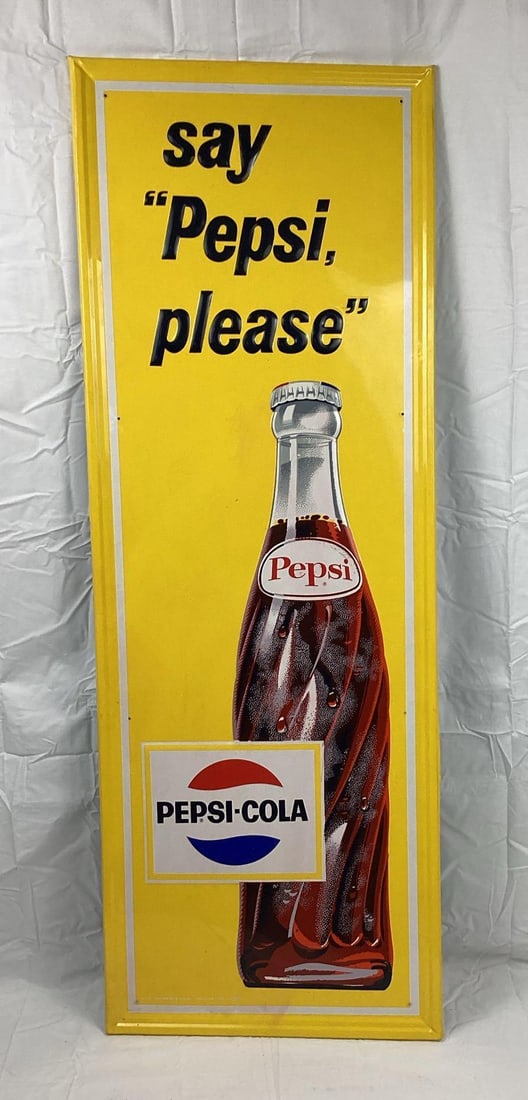 say
“Pepsi,
please”
Pepsi
PEPSI-COLA